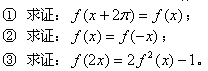 ① 求证：f(x+2π)=f(x)；
② 求证：f(x)=f(−x)；
③ 求证：f(2x)=2f²(x)−1。